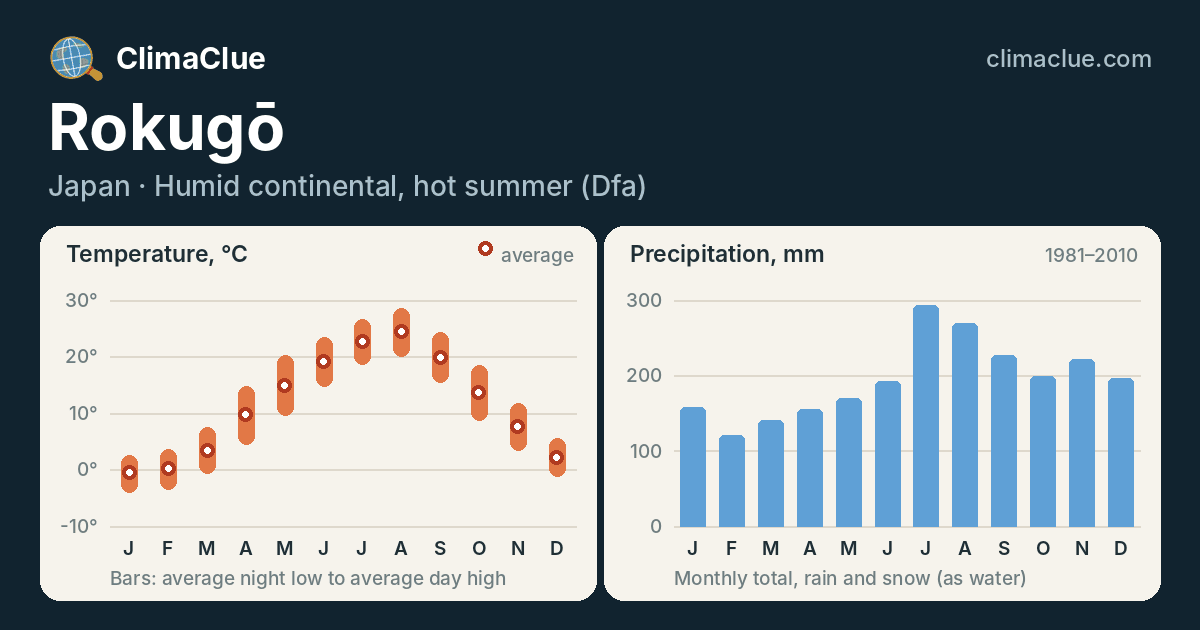 ClimaClue
climaclue.com
Rokugō
Japan · Humid continental, hot summer (Dfa)
Temperature, °C
average
30°
20°
10°
0°
-10°
J F M A M J J A S O N D
Bars: average night low to average day high
Precipitation, mm
1981–2010
300
200
100
0
J F M A M J J A S O N D
Monthly total, rain and snow (as water)